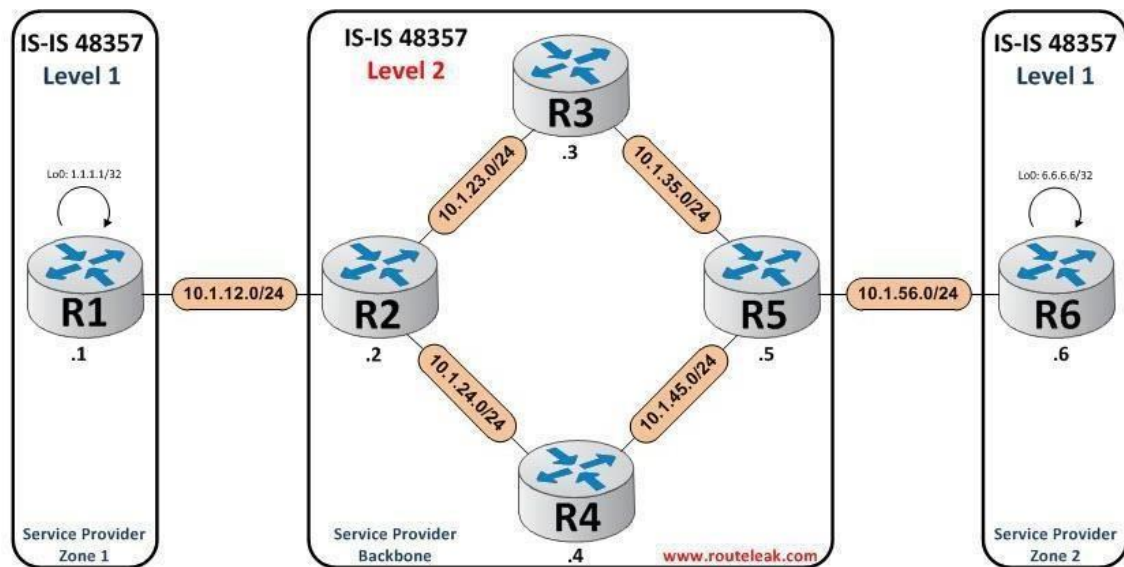 IS-IS 48357
Level 1
Lo0: 1.1.1.1/32
R1
.1
Service Provider
Zone 1
10.1.12.0/24
IS-IS 48357
Level 2
R3
.3
10.1.23.0/24
10.1.35.0/24
R2
.2
R5
.5
10.1.24.0/24
10.1.45.0/24
R4
.4
Service Provider
Backbone
www.routeleak.com
10.1.56.0/24
IS-IS 48357
Level 1
Lo0: 6.6.6.6/32
R6
.6
Service Provider
Zone 2